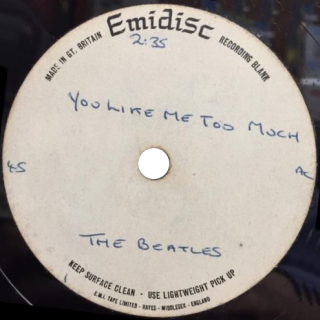 Emidisc
MADE IN GT. BRITAIN
RECORDING BLANK
2.35
YOU LIKE ME TOO MUCH
45
AC
THE BEATLES
KEEP SURFACE CLEAN - USE LIGHTWEIGHT PICK UP
E.M.I. TAPE LIMITED - HAYES - MIDDLESEX - ENGLAND